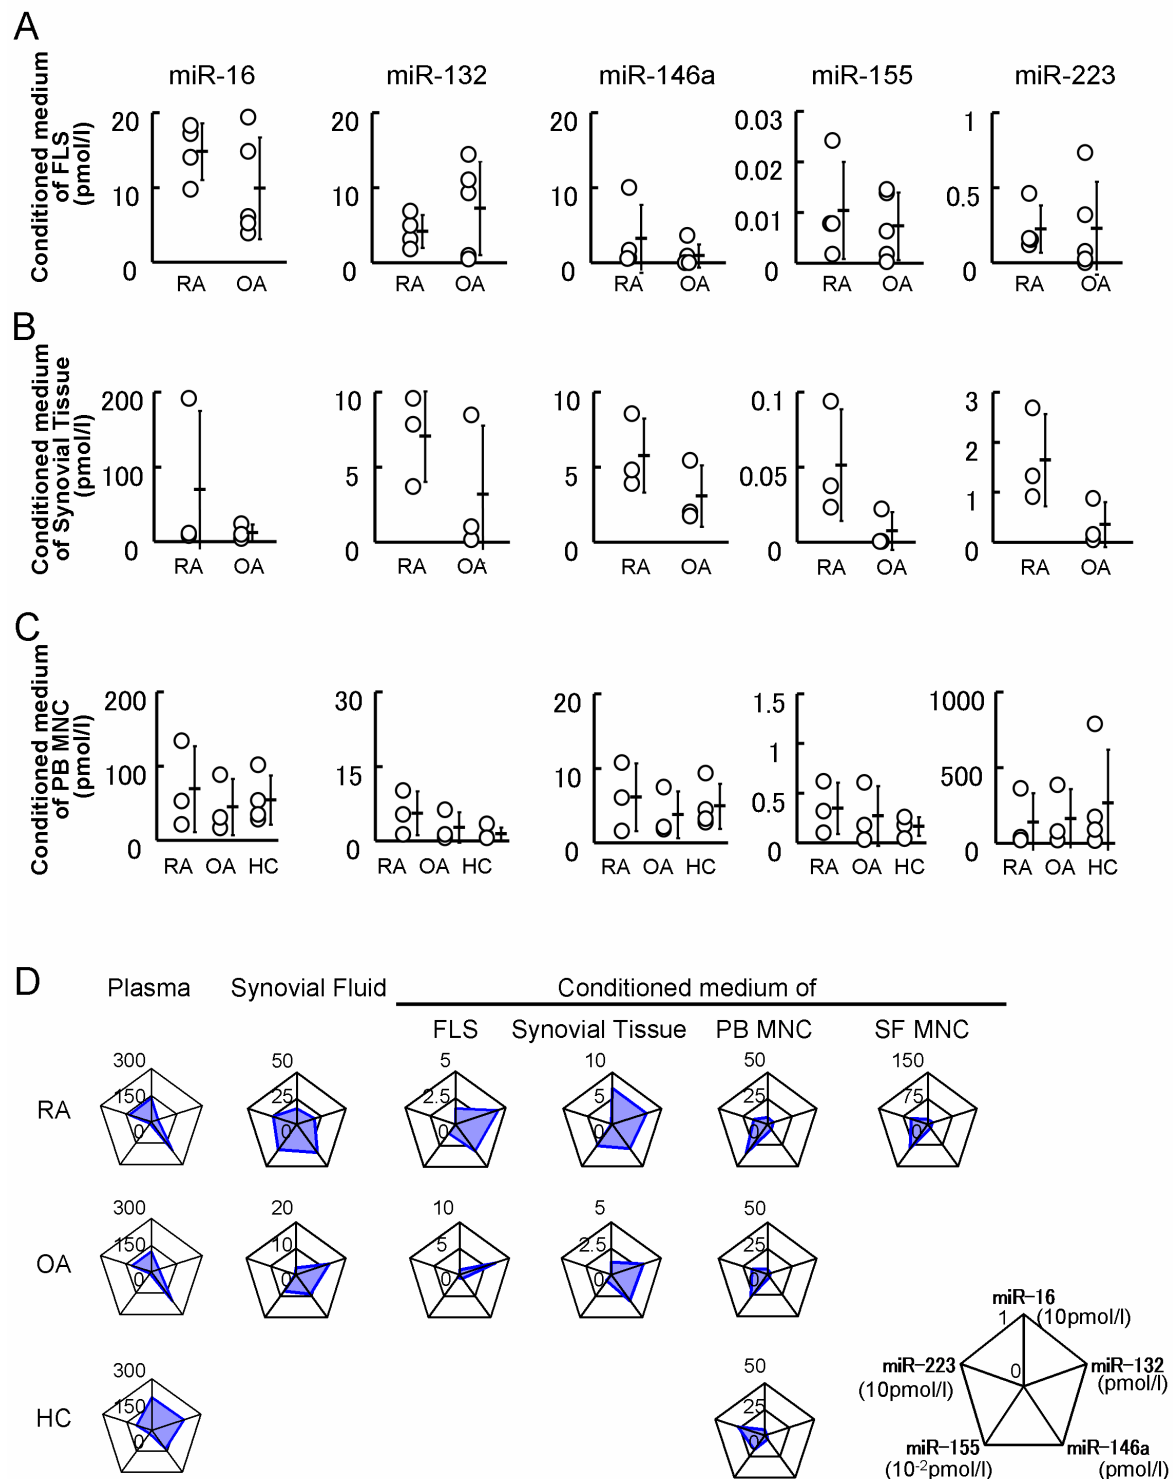 A
miR-16 miR-132 miR-146a miR-155 miR-223
Conditioned medium
of FLS
(pmol/l)
20 20 20 0.03 1
0.02
10 10 10 0.5
0.01
0 0 0 0 0
RA OA RA OA RA OA RA OA RA OA
B
Conditioned medium
of Synovial Tissue
(pmol/l)
200 10 10 0.1 3
2
100 5 5 0.05
1
0 0 0 0 0
RA OA RA OA RA OA RA OA RA OA
C
Conditioned medium
of PB MNC
(pmol/l)
200 30 20 1.5 1000
1
100 15 10 500
0.5
0 0 0 0 0
RA OA HC RA OA HC RA OA HC RA OA HC RA OA HC
D
Plasma Synovial Fluid Conditioned medium of
FLS Synovial Tissue PB MNC SF MNC
300 50 5 10 50 150
150 25 2.5 5 25 75
RA
0 0 0 0 0 0
300 20 10 5 50
150 10 5 2.5 25
OA
0 0 0 0 0
300 50
150 25
HC
0 0
miR-16
1 (10pmol/l)
0
miR-223 miR-132
(10pmol/l) (pmol/l)
miR-155 miR-146a
(10-2pmol/l) (pmol/l)